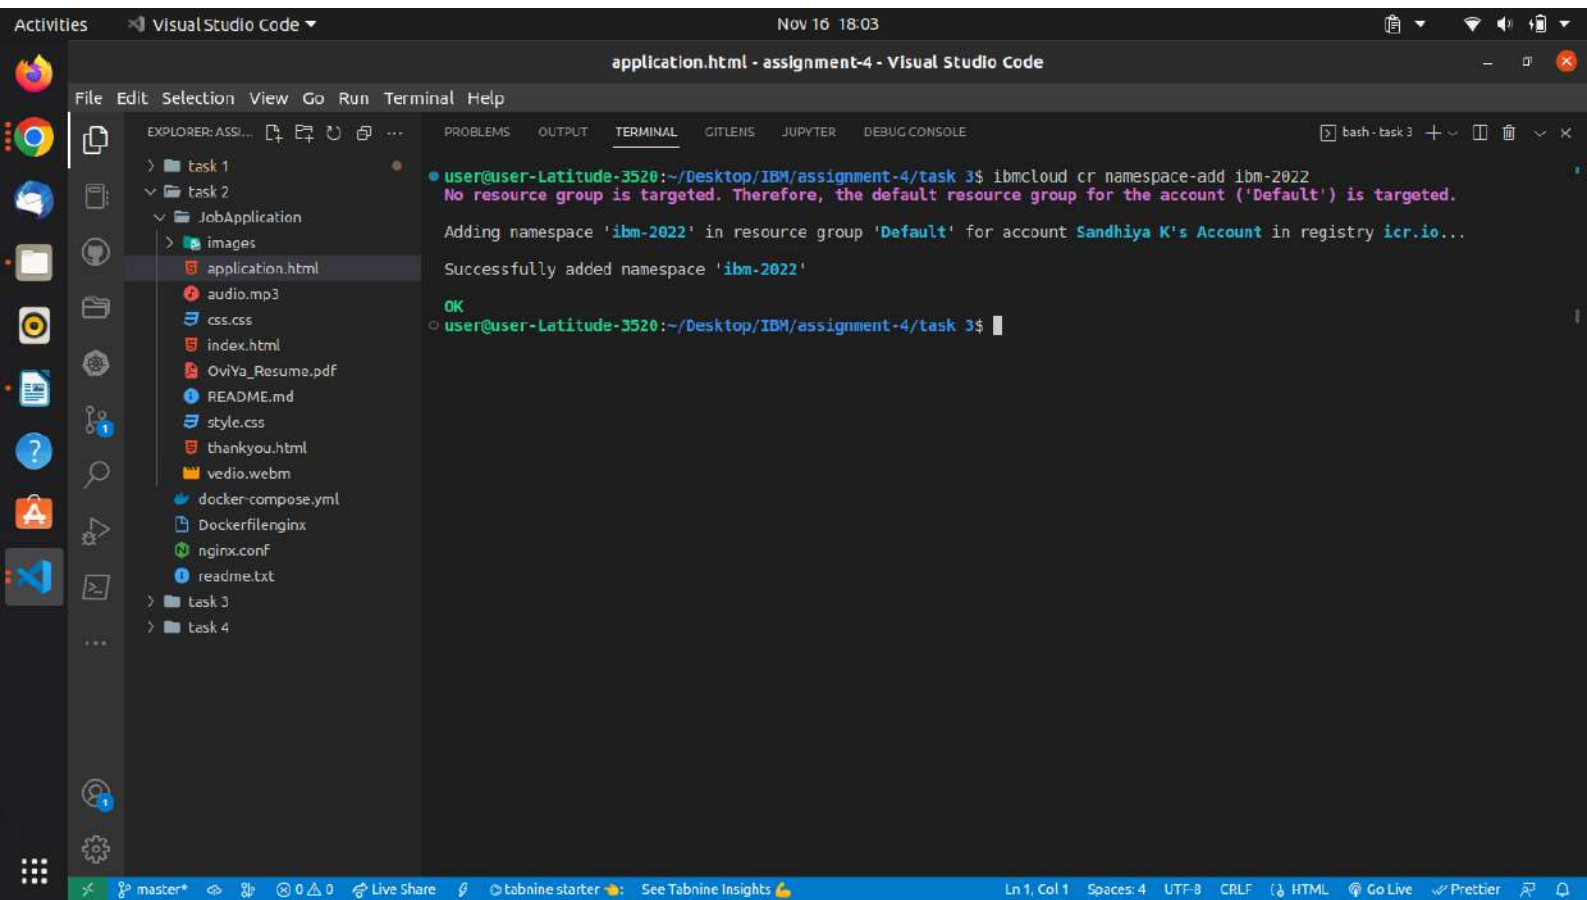 Activities Visual Studio Code Nov 16 18:03
application.html - assignment-4 - Visual Studio Code
File Edit Selection View Go Run Terminal Help
EXPLORER: ASSI... PROBLEMS OUTPUT TERMINAL GITLENS JUPYTER DEBUG CONSOLE bash - task 3
task 1
task 2
JobApplication
images
application.html
audio.mp3
css.css
index.html
OviYa_Resume.pdf
README.md
style.css
thankyou.html
vedio.webm
docker-compose.yml
Dockerfilenginx
nginx.conf
readme.txt
task 3
task 4
user@user-Latitude-3520:~/Desktop/IBM/assignment-4/task 3$ ibmcloud cr namespace-add ibm-2022
No resource group is targeted. Therefore, the default resource group for the account ('Default') is targeted.
Adding namespace 'ibm-2022' in resource group 'Default' for account Sandhiya K's Account in registry icr.io...
Successfully added namespace 'ibm-2022'
OK
user@user-Latitude-3520:~/Desktop/IBM/assignment-4/task 3$
1
1
master* 0 0 Live Share tabnine starter : See Tabnine Insights Ln 1, Col 1 Spaces: 4 UTF-8 CRLF HTML Go Live Prettier